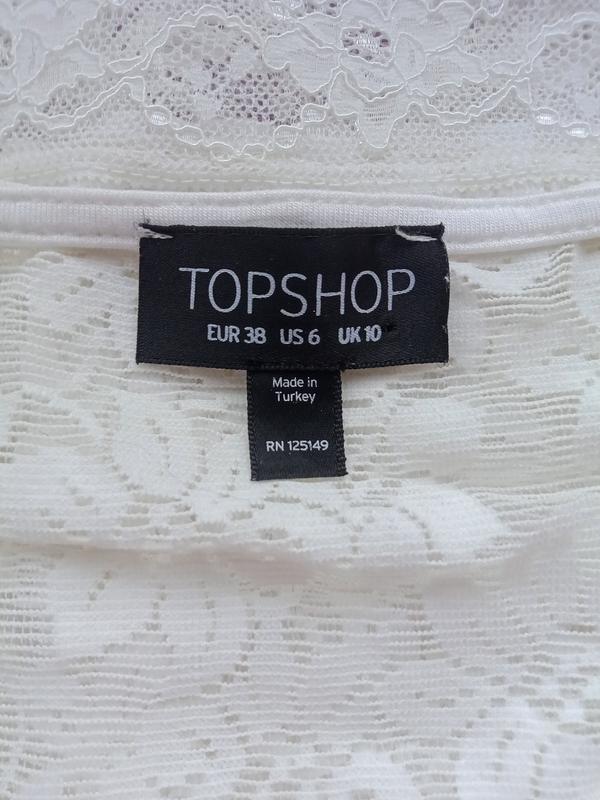 TOPSHOP
EUR 38 US 6 UK 10
Made in
Turkey
RN 125149